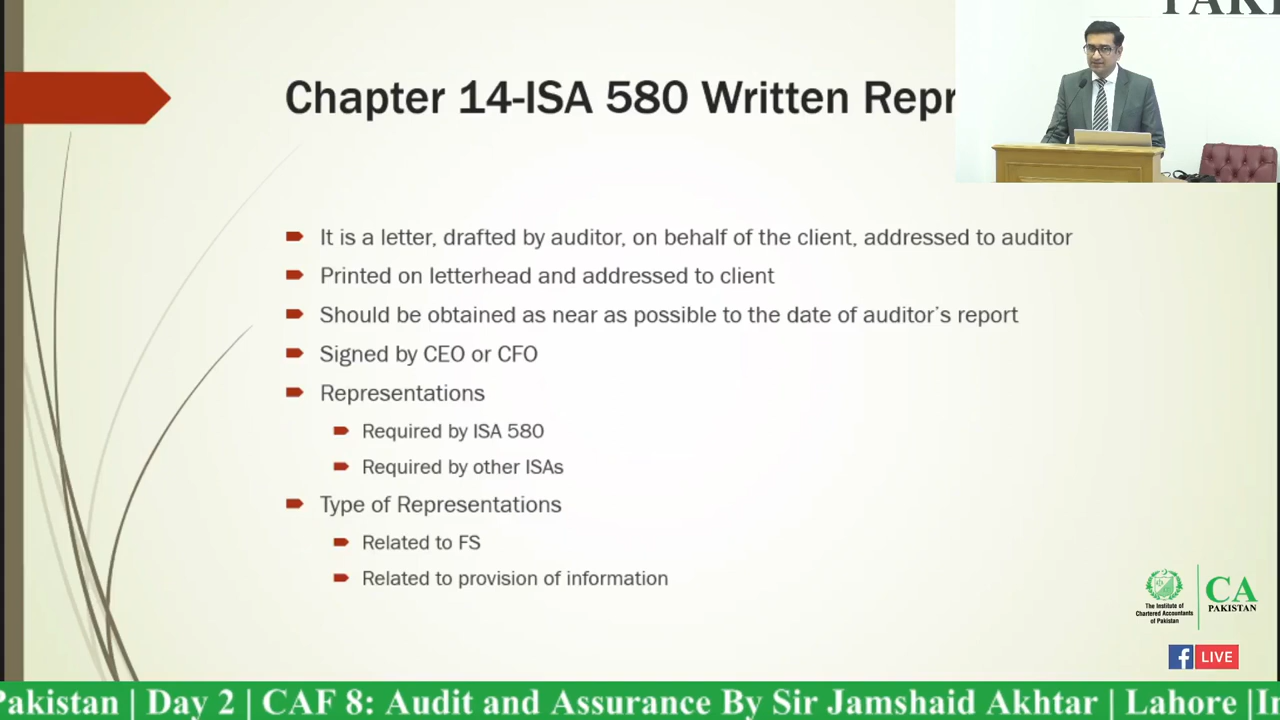 PAKI
Chapter 14-ISA 580 Written Repr
It is a letter, drafted by auditor, on behalf of the client, addressed to auditor
Printed on letterhead and addressed to client
Should be obtained as near as possible to the date of auditor's report
Signed by CEO or CFO
Representations
Required by ISA 580
Required by other ISAs
Type of Representations
Related to FS
Related to provision of information
The Institute of
Chartered Accountants
of Pakistan
CA
PAKISTAN
LIVE
Pakistan | Day 2 | CAF 8: Audit and Assurance By Sir Jamshaid Akhtar | Lahore |In